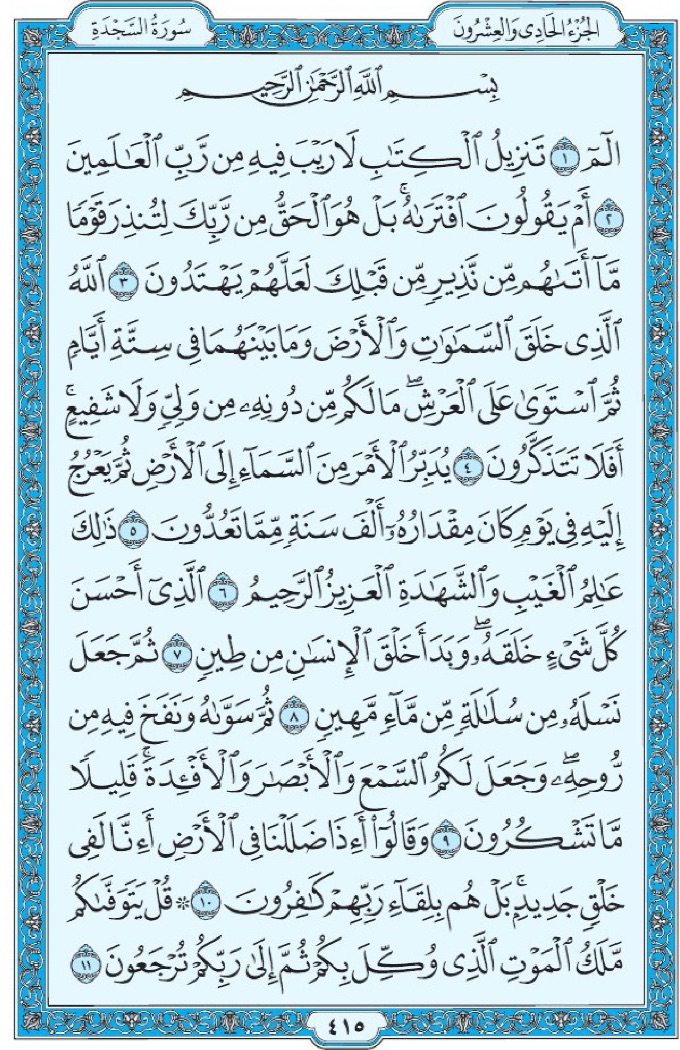 الجُزْءُ الحَادِي وَالعِشْرُونَ
سُورَةُ السَّجْدَةِ
بِسْمِ ٱللَّهِ ٱلرَّحْمَٰنِ ٱلرَّحِيمِ
الٓمٓ ١ تَنزِيلُ ٱلْكِتَٰبِ لَا رَيْبَ فِيهِ مِن رَّبِّ ٱلْعَٰلَمِينَ
٢ أَمْ يَقُولُونَ ٱفْتَرَىٰهُ ۚ بَلْ هُوَ ٱلْحَقُّ مِن رَّبِّكَ لِتُنذِرَ قَوْمًا
مَّآ أَتَىٰهُم مِّن نَّذِيرٍ مِّن قَبْلِكَ لَعَلَّهُمْ يَهْتَدُونَ ٣ ٱللَّهُ
ٱلَّذِى خَلَقَ ٱلسَّمَٰوَٰتِ وَٱلْأَرْضَ وَمَا بَيْنَهُمَا فِى سِتَّةِ أَيَّامٍ
ثُمَّ ٱسْتَوَىٰ عَلَى ٱلْعَرْشِ ۖ مَا لَكُم مِّن دُونِهِۦ مِن وَلِىٍّ وَلَا شَفِيعٍ ۚ
أَفَلَا تَتَذَكَّرُونَ ٤ يُدَبِّرُ ٱلْأَمْرَ مِنَ ٱلسَّمَآءِ إِلَى ٱلْأَرْضِ ثُمَّ يَعْرُجُ
إِلَيْهِ فِى يَوْمٍ كَانَ مِقْدَارُهُۥٓ أَلْفَ سَنَةٍ مِّمَّا تَعُدُّونَ ٥ ذَٰلِكَ
عَٰلِمُ ٱلْغَيْبِ وَٱلشَّهَٰدَةِ ٱلْعَزِيزُ ٱلرَّحِيمُ ٦ ٱلَّذِىٓ أَحْسَنَ
كُلَّ شَىْءٍ خَلَقَهُۥ ۖ وَبَدَأَ خَلْقَ ٱلْإِنسَٰنِ مِن طِينٍ ٧ ثُمَّ جَعَلَ
نَسْلَهُۥ مِن سُلَٰلَةٍ مِّن مَّآءٍ مَّهِينٍ ٨ ثُمَّ سَوَّىٰهُ وَنَفَخَ فِيهِ مِن
رُّوحِهِۦ ۖ وَجَعَلَ لَكُمُ ٱلسَّمْعَ وَٱلْأَبْصَٰرَ وَٱلْأَفْـِٔدَةَ ۚ قَلِيلًا
مَّا تَشْكُرُونَ ٩ وَقَالُوٓا۟ أَءِذَا ضَلَلْنَا فِى ٱلْأَرْضِ أَءِنَّا لَفِى
خَلْقٍ جَدِيدٍۭ ۚ بَلْ هُم بِلِقَآءِ رَبِّهِمْ كَٰفِرُونَ ١٠ * قُلْ يَتَوَفَّىٰكُم
مَّلَكُ ٱلْمَوْتِ ٱلَّذِى وُكِّلَ بِكُمْ ثُمَّ إِلَىٰ رَبِّكُمْ تُرْجَعُونَ ١١
٤١٥